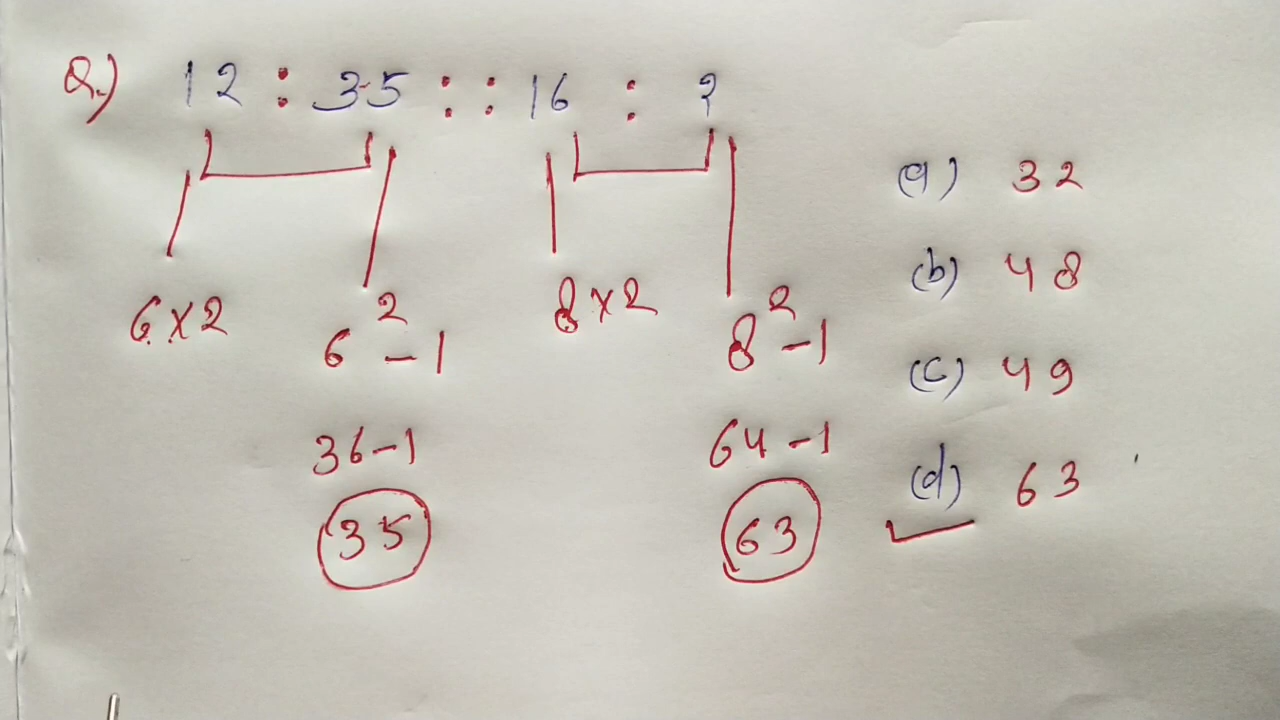 Q.) 12 : 35 :: 16 : ?
(a) 32
(b) 48
(c) 49
(d) 63
6×2 6²-1 8×2 8²-1
36-1 64-1
35 63